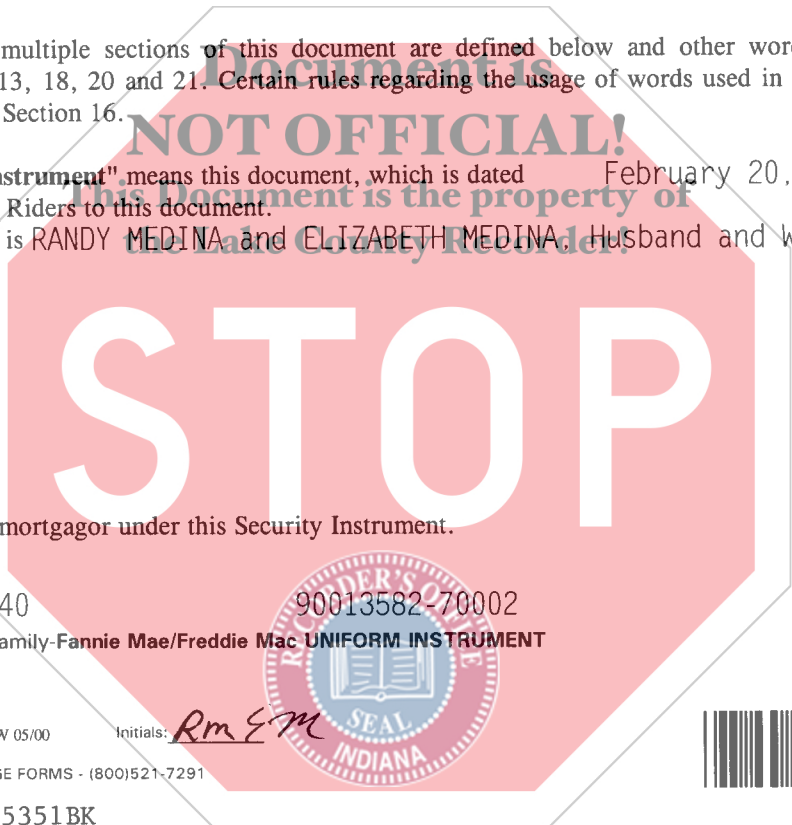 multiple sections of this document are defined below and other
Document is
13, 18, 20 and 21. Certain rules regarding the usage of words used in
Section 16.
NOT OFFICIAL!
"means this document, which is dated February 20,
This Document is the property of
Riders to this document.
is RANDY MEDINA and ELIZABETH MEDINA, Husband and
the Lake County Recorder!
STOP
mortgagor under this Security Instrument.
40 90013582-70002
Family-Fannie Mae/Freddie Mac UNIFORM INSTRUMENT
RECORDER'S OFFICE
SEAL
INDIANA
05/00 Initials: Rm EM
FORMS - (800)521-7291
5351BK